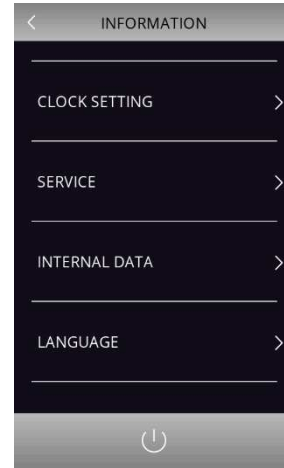 INFORMATION
CLOCK SETTING
SERVICE
INTERNAL DATA
LANGUAGE